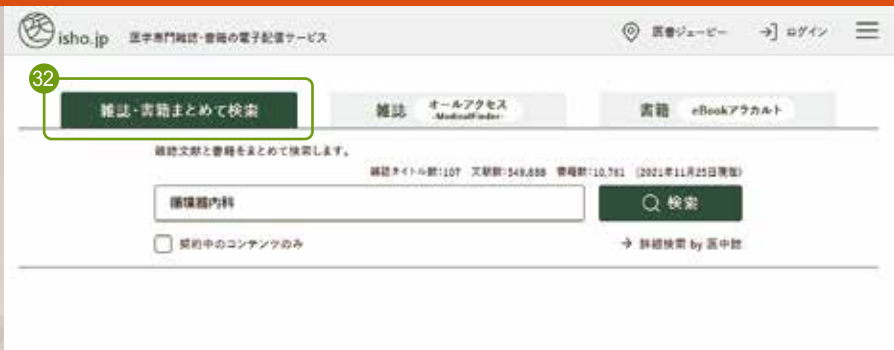 isho.jp 医学専門雑誌·書籍の電子配信サービス 医書ジェーピー ログイン
32
雑誌·書籍まとめて検索 雑誌 オールアクセス 書籍 eBookアラカルト
-MedicalFinder-
雑誌文献と書籍をまとめて検索します。
雑誌タイトル数:107 文献数:549,888 書籍数:10,761 (2021年11月25日現在)
循環器内科 検索
契約中のコンテンツのみ → 詳細検索 by 医中誌